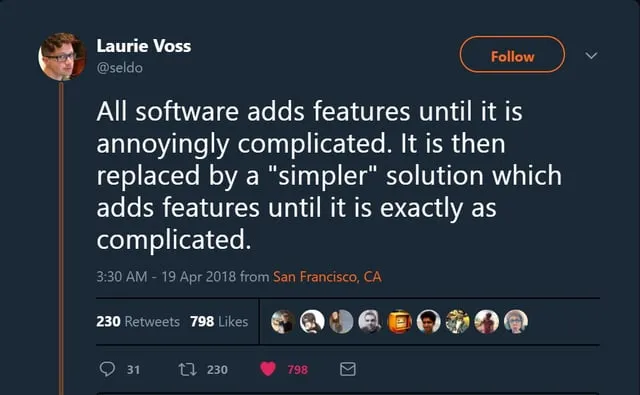 Laurie Voss
@seldo
Follow
All software adds features until it is
annoyingly complicated. It is then
replaced by a "simpler" solution which
adds features until it is exactly as
complicated.
3:30 AM - 19 Apr 2018 from San Francisco, CA
230 Retweets 798 Likes
31 230 798